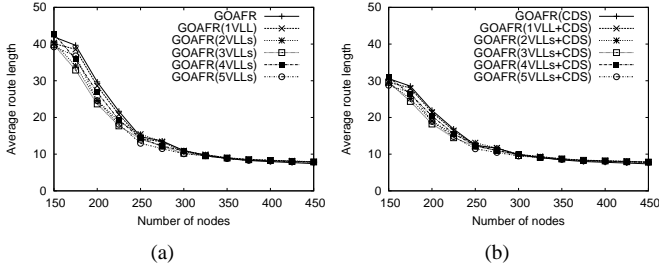 50
40
30
20
10
0
150 200 250 300 350 400 450
Average route length
Number of nodes
GOAFR
GOAFR(1VLL)
GOAFR(2VLLs)
GOAFR(3VLLs)
GOAFR(4VLLs)
GOAFR(5VLLs)
(a)
50
40
30
20
10
0
150 200 250 300 350 400 450
Average route length
Number of nodes
GOAFR(CDS)
GOAFR(1VLL+CDS)
GOAFR(2VLLs+CDS)
GOAFR(3VLLs+CDS)
GOAFR(4VLLs+CDS)
GOAFR(5VLLs+CDS)
(b)